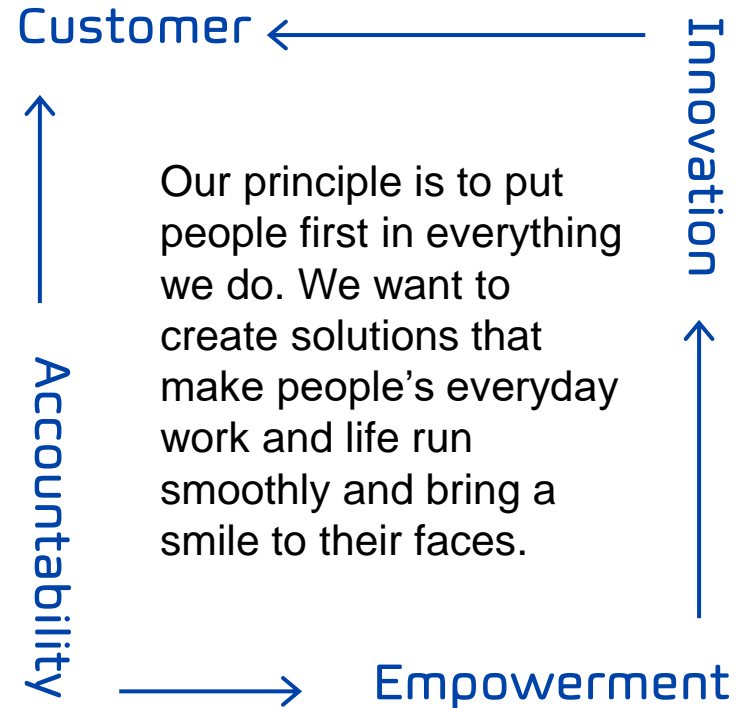 Customer
Innovation
Our principle is to put
people first in everything
we do. We want to
create solutions that
make people’s everyday
work and life run
smoothly and bring a
smile to their faces.
Accountability
Empowerment